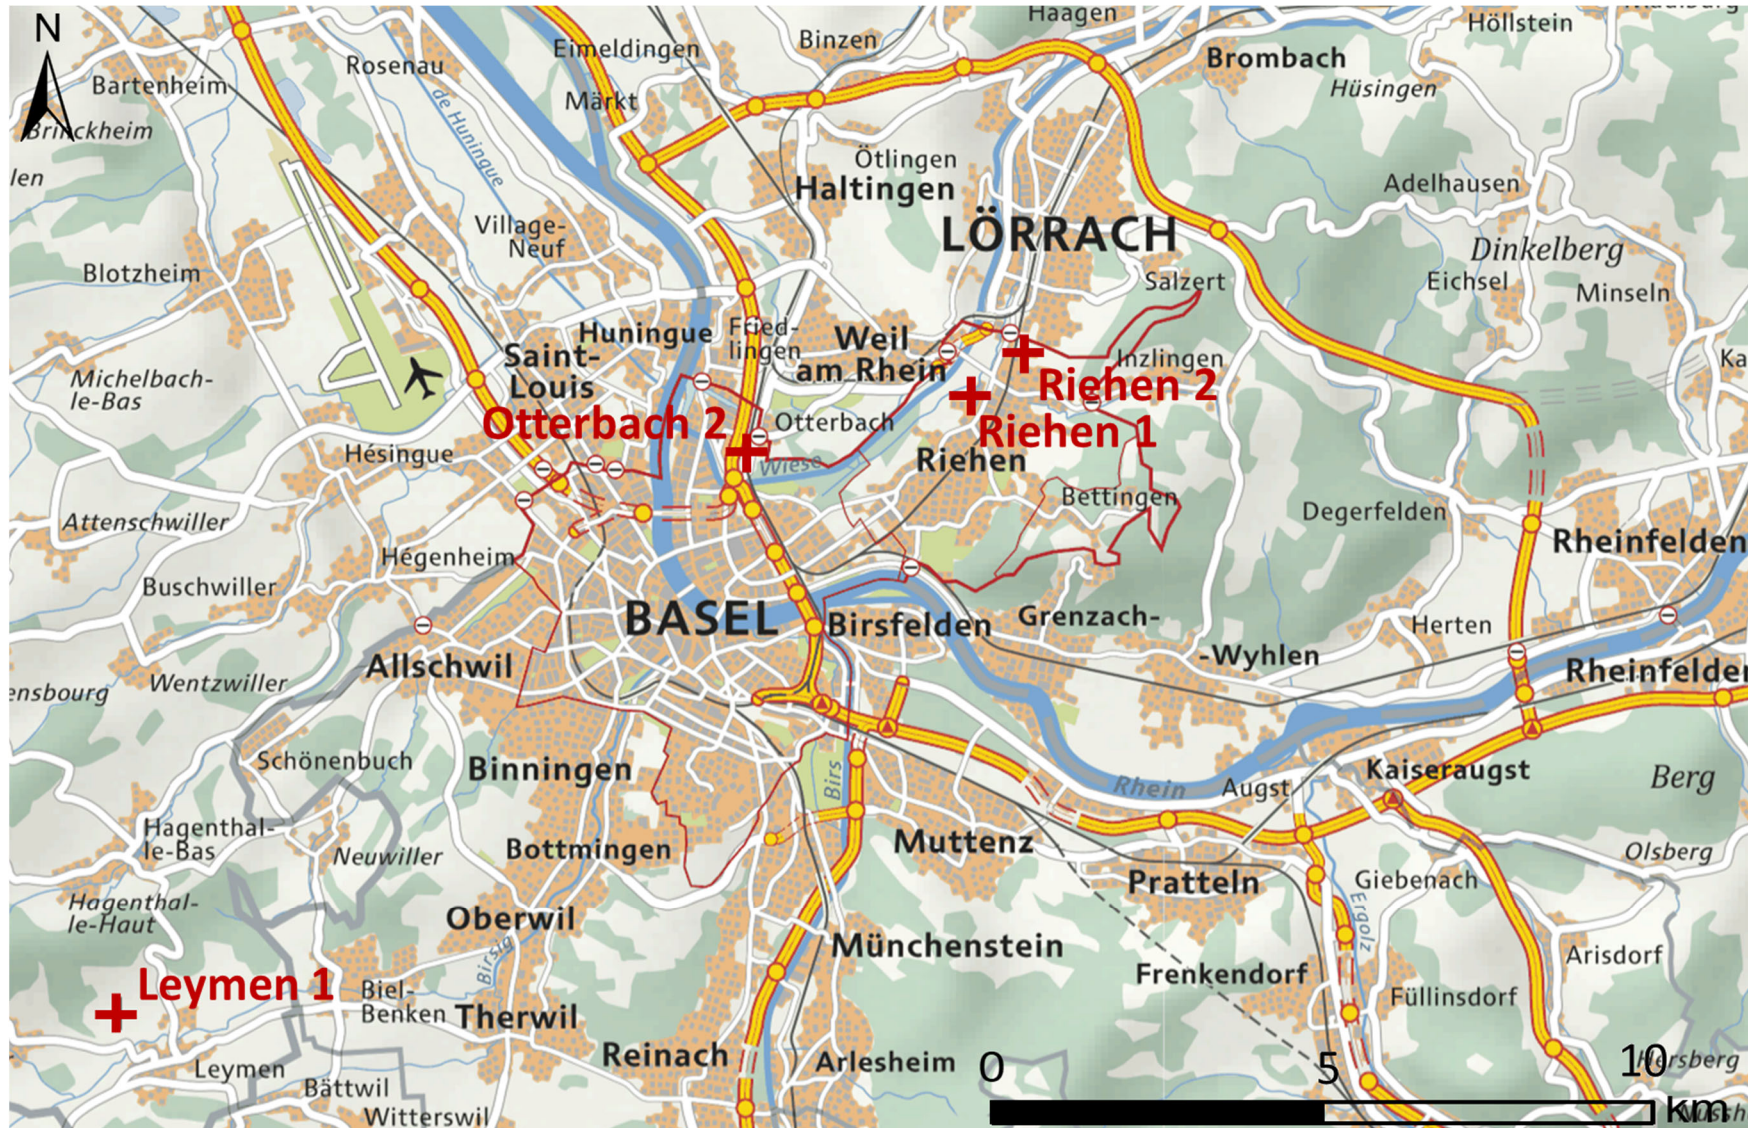 N
Haagen
Höllstein
Binzen
Eimeldingen
Rosenau
Brombach
Bartenheim
Hüsingen
Märkt
de Huningue
Brinckheim
Ötlingen
len
Haltingen
Adelhausen
Village-
Neuf
LÖRRACH
Dinkelberg
Blotzheim
Salzert
Eichsel
Minseln
Huningue
Fried-
lingen
Weil
am Rhein
Saint-
Louis
Inzlingen
Ka
Michelbach-
le-Bas
Riehen 2
Otterbach 2
Otterbach
Riehen 1
Hésingue
Riehen
Wiese
Bettingen
Attenschwiller
Degerfelden
Rheinfelden
Hégenheim
Buschwiller
BASEL
Birsfelden
Grenzach-
Herten
-Wyhlen
Allschwil
Rheinfelden
ensbourg
Wentzwiller
Schönenbuch
Binningen
Birs
Rhein
Augst
Kaiseraugst
Berg
Hagenthal-
le-Bas
Neuwiller
Bottmingen
Muttenz
Olsberg
Pratteln
Giebenach
Hagenthal-
le-Haut
Oberwil
Ergolz
Birsig
Münchenstein
Arisdorf
Leymen 1
Biel-
Benken
Frenkendorf
Füllinsdorf
Therwil
Reinach
Arlesheim
Leymen
Bättwil
Witterswil
0
5
10
Hersberg
km